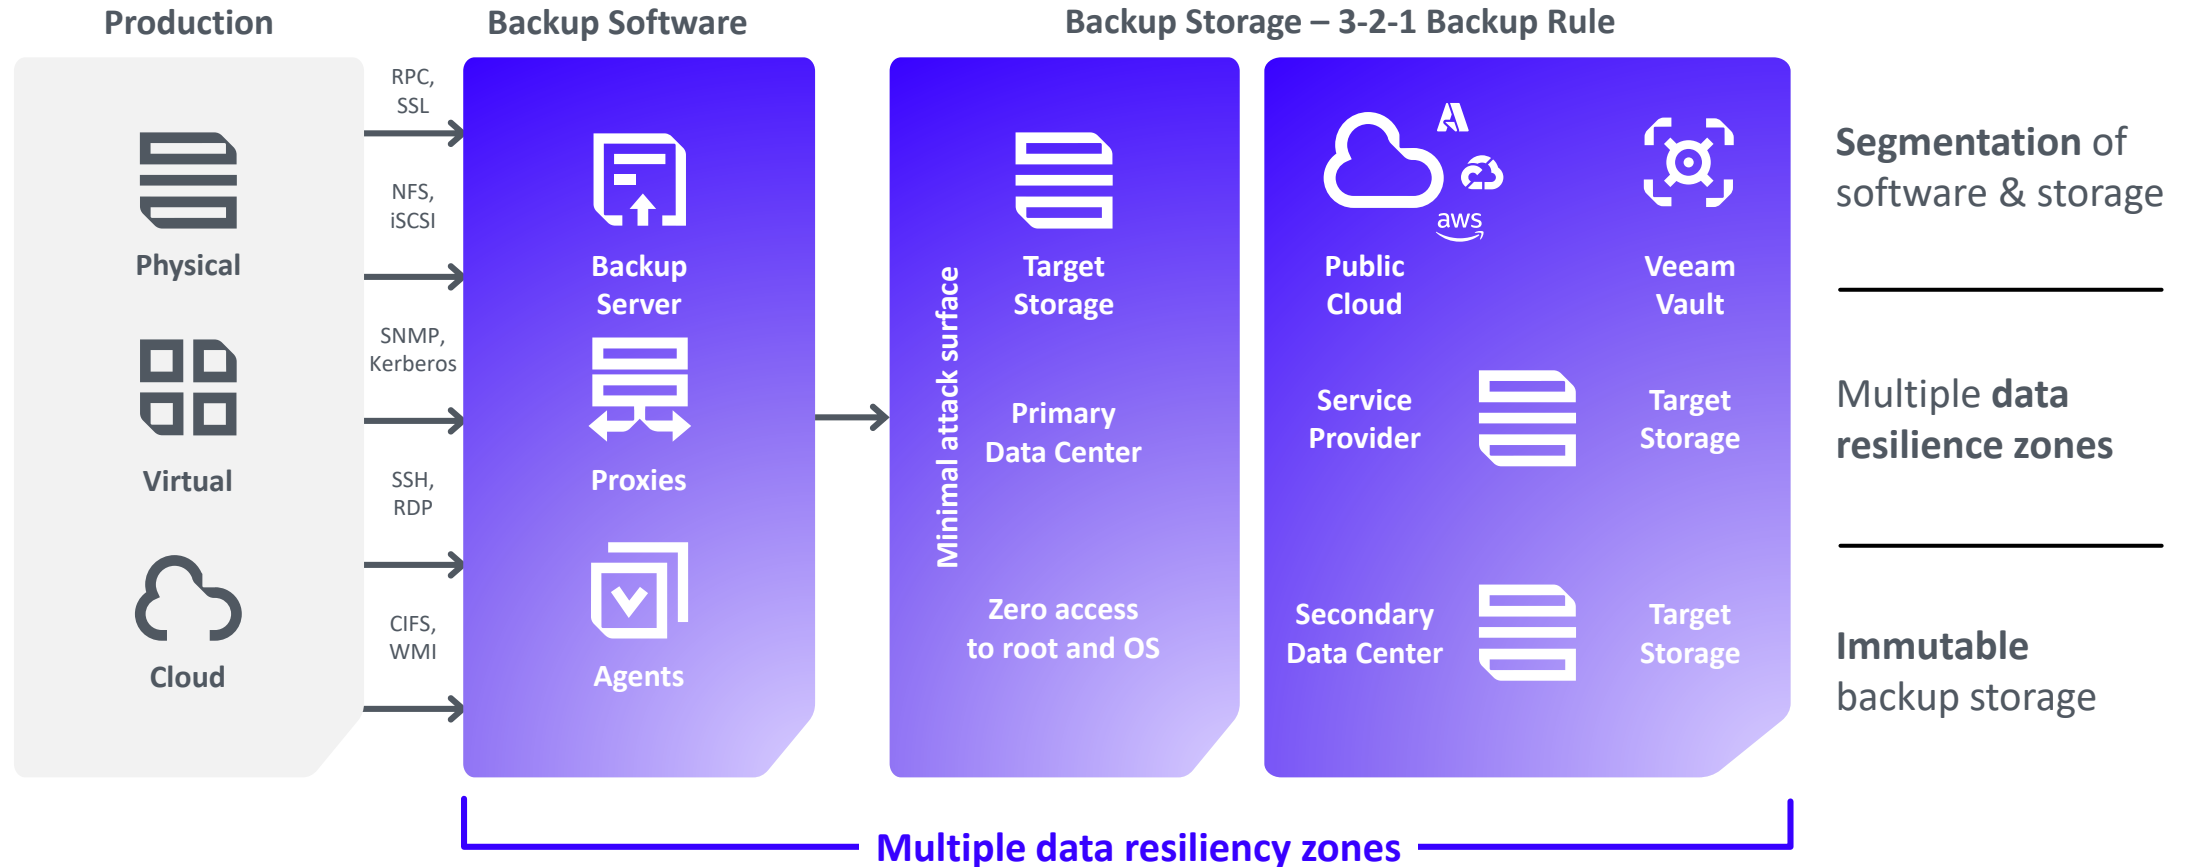 Production
Backup Software
Backup Storage – 3-2-1 Backup Rule
Physical
Virtual
Cloud
RPC,
SSL
NFS,
iSCSI
SNMP,
Kerberos
SSH,
RDP
CIFS,
WMI
Backup
Server
Proxies
Agents
Minimal attack surface
Target
Storage
Primary
Data Center
Zero access
to root and OS
aws
Public
Cloud
Veeam
Vault
Service
Provider
Target
Storage
Secondary
Data Center
Target
Storage
Segmentation of
software & storage
Multiple data
resilience zones
Immutable
backup storage
Multiple data resiliency zones